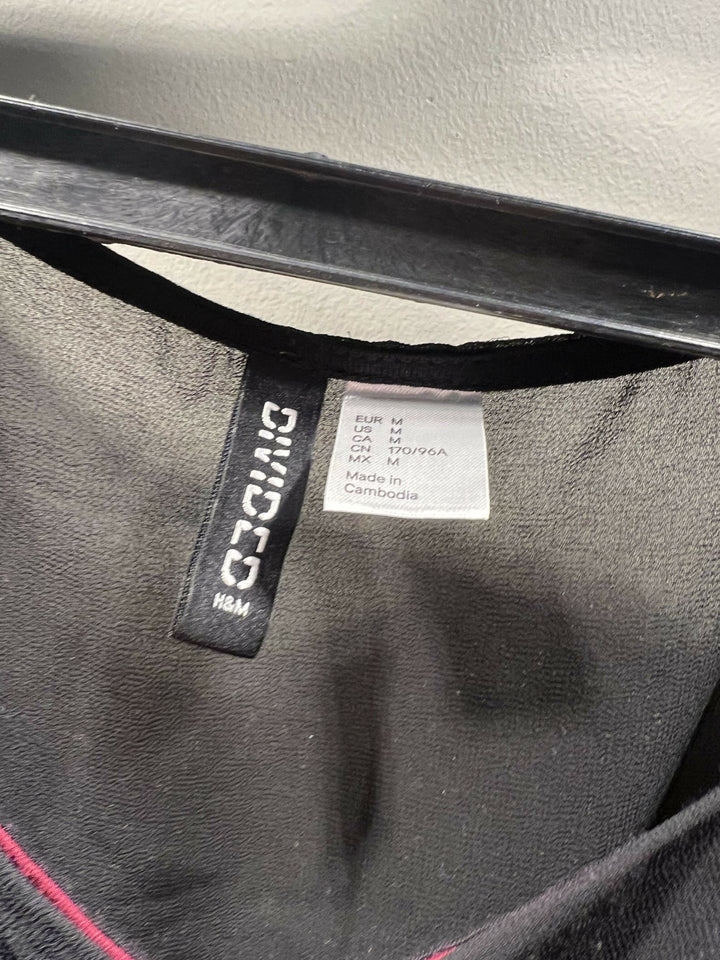 DIVIDED
H&M
EUR M
US M
CA M
CN 170/96A
MX M
Made in
Cambodia